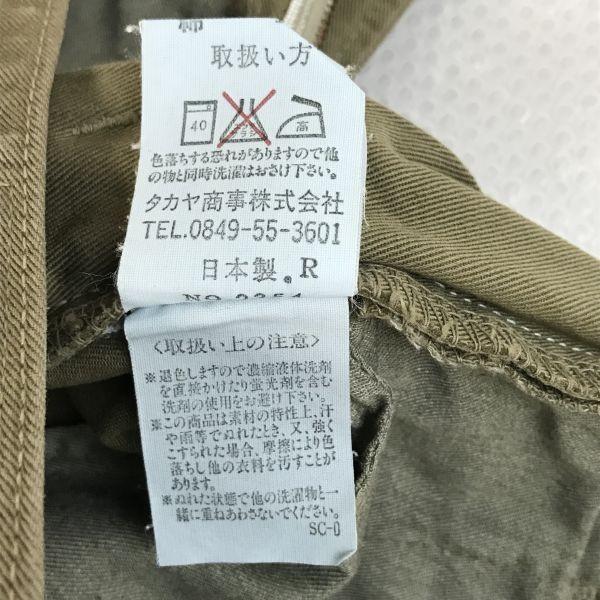 綿
取扱い方
40 エンソ 高
色落ちする恐れがありますので他
の物と同時洗濯はおさけ下さい。
タカヤ商事株式会社
TEL.0849-55-3601
日本製.R
No 2351
〈取扱い上の注意〉
※退色しますので濃縮液体洗剤
を直接かけたり蛍光剤を含む
洗剤の使用をお避け下さい。
※この商品は素材の特性上、汗
や雨等でぬれたとき、又、強く
こすられた場合、摩擦により色
落ちし他の衣料を汚すことが
あります。
※ぬれた状態で他の洗濯物と一
緒に重ねあわさないでください。
SC-0